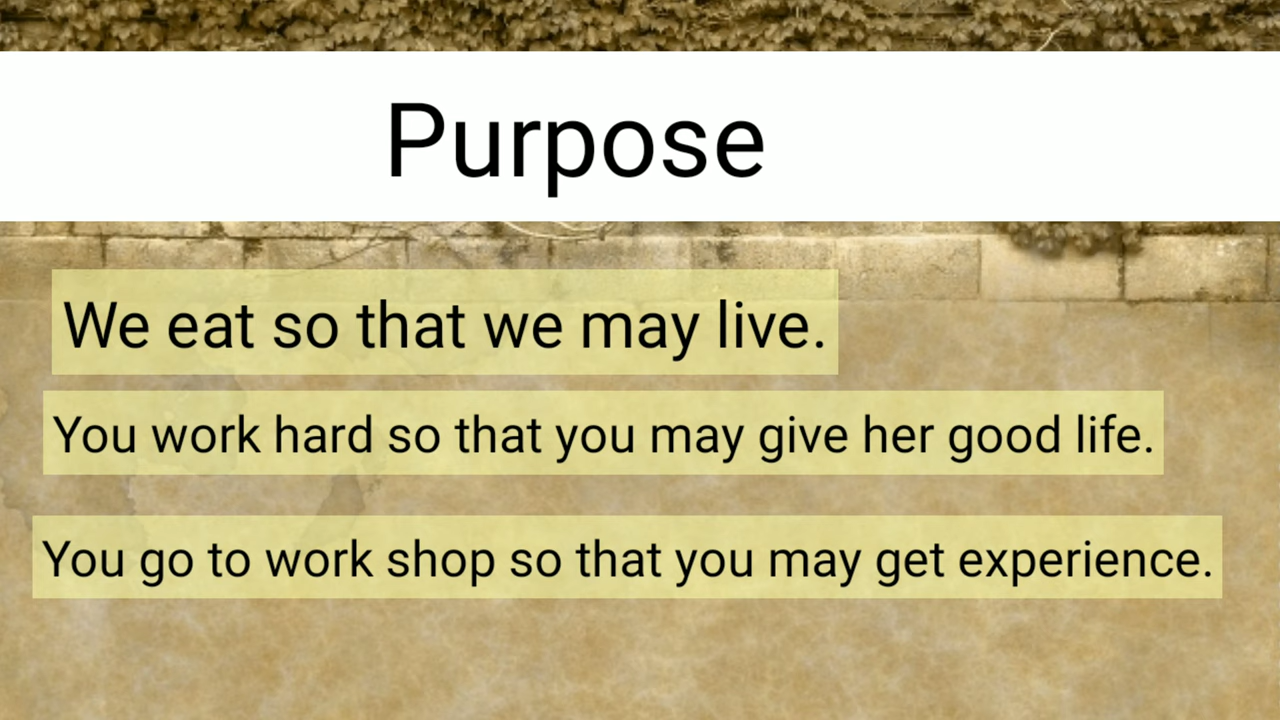 Purpose
We eat so that we may live.
You work hard so that you may give her good life.
You go to work shop so that you may get experience.